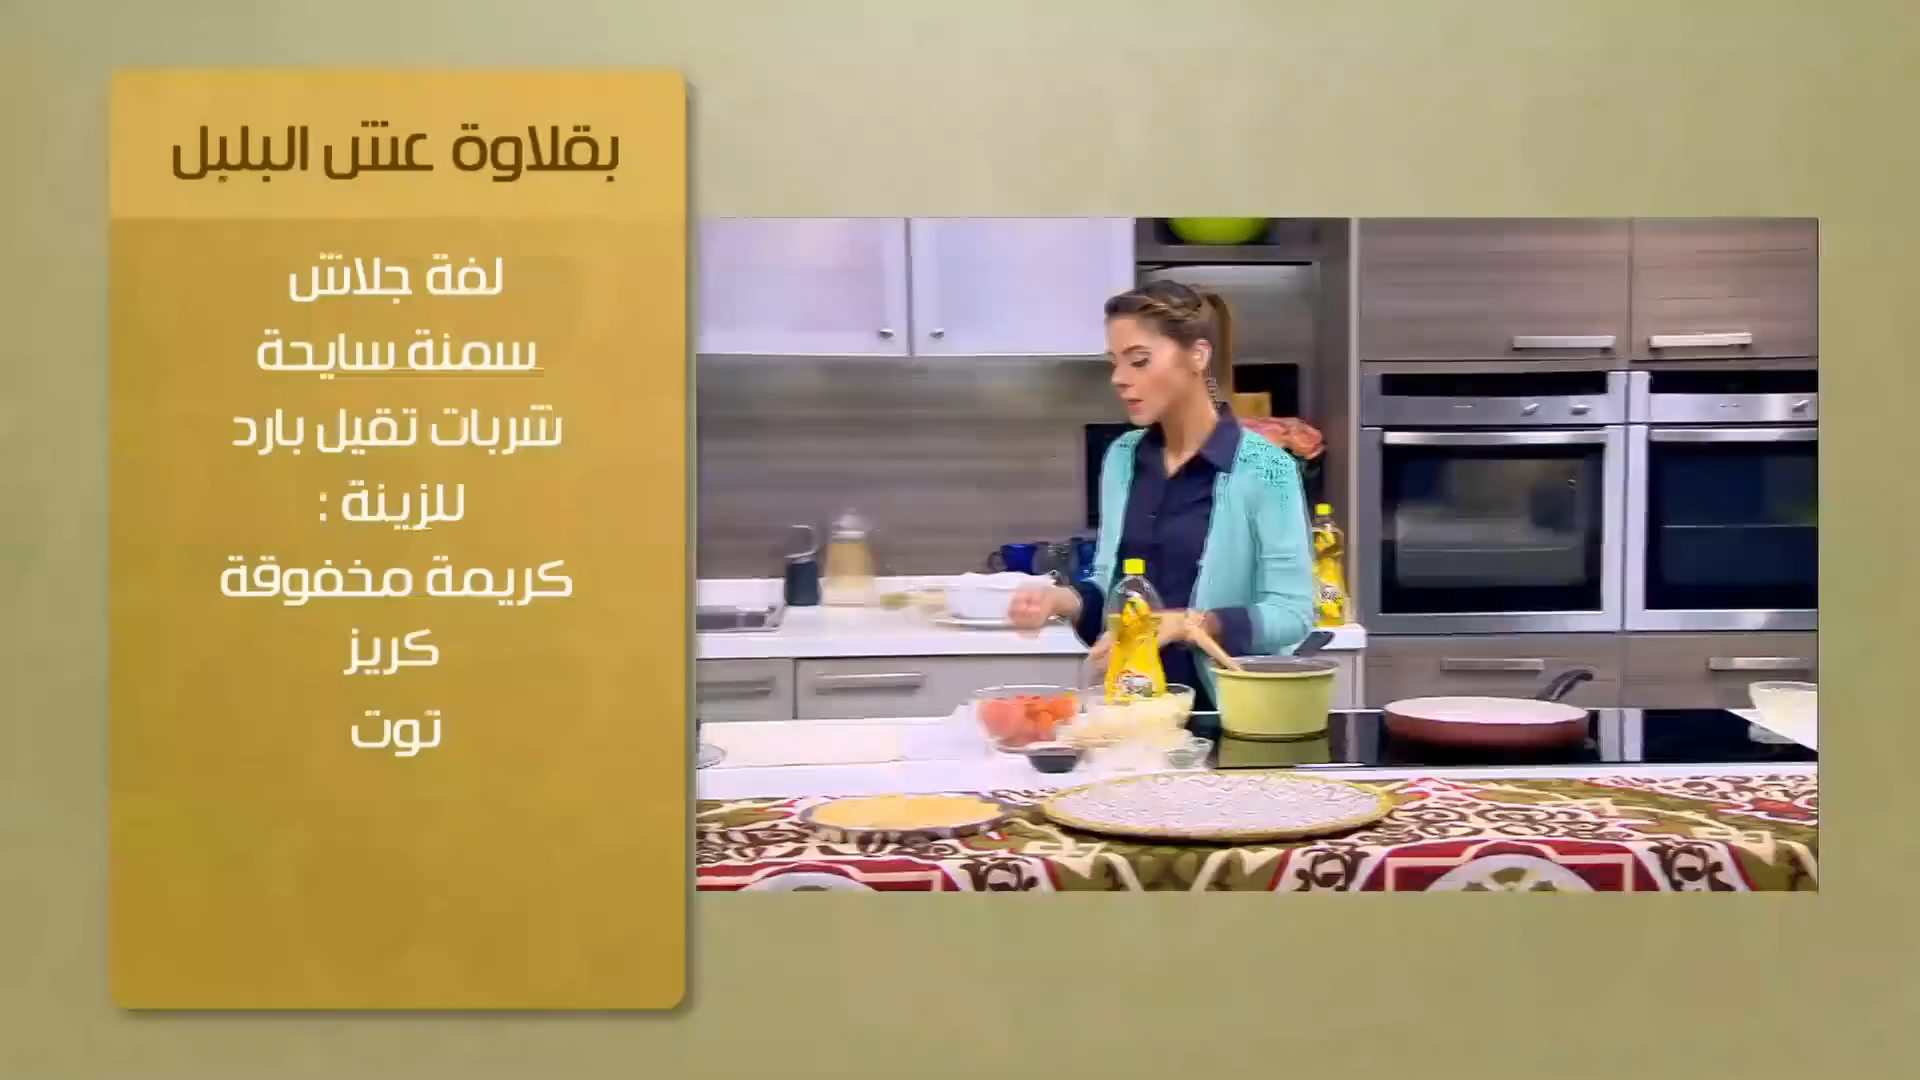 بقلاوة عش البلبل
لفة جلاش
سمنة سايحة
شربات تقيل بارد
للزينة :
كريمة مخفوقة
كريز
توت